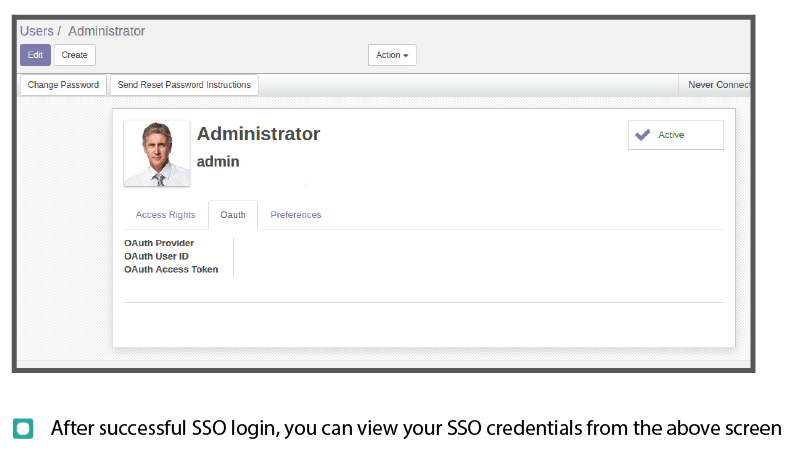 Users / Administrator
Edit Create Action
Change Password Send Reset Password Instructions Never Connect
Administrator Active
admin
Access Rights Oauth Preferences
OAuth Provider
OAuth User ID
OAuth Access Token
After successful SSO login, you can view your SSO credentials from the above screen